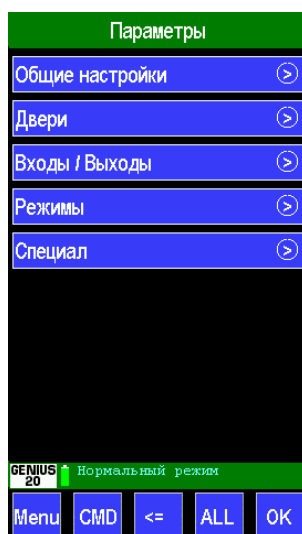 Параметры
Общие настройки
Двери
Входы / Выходы
Режимы
Специал
GENIUS 20 Нормальный режим
Menu CMD <= ALL OK